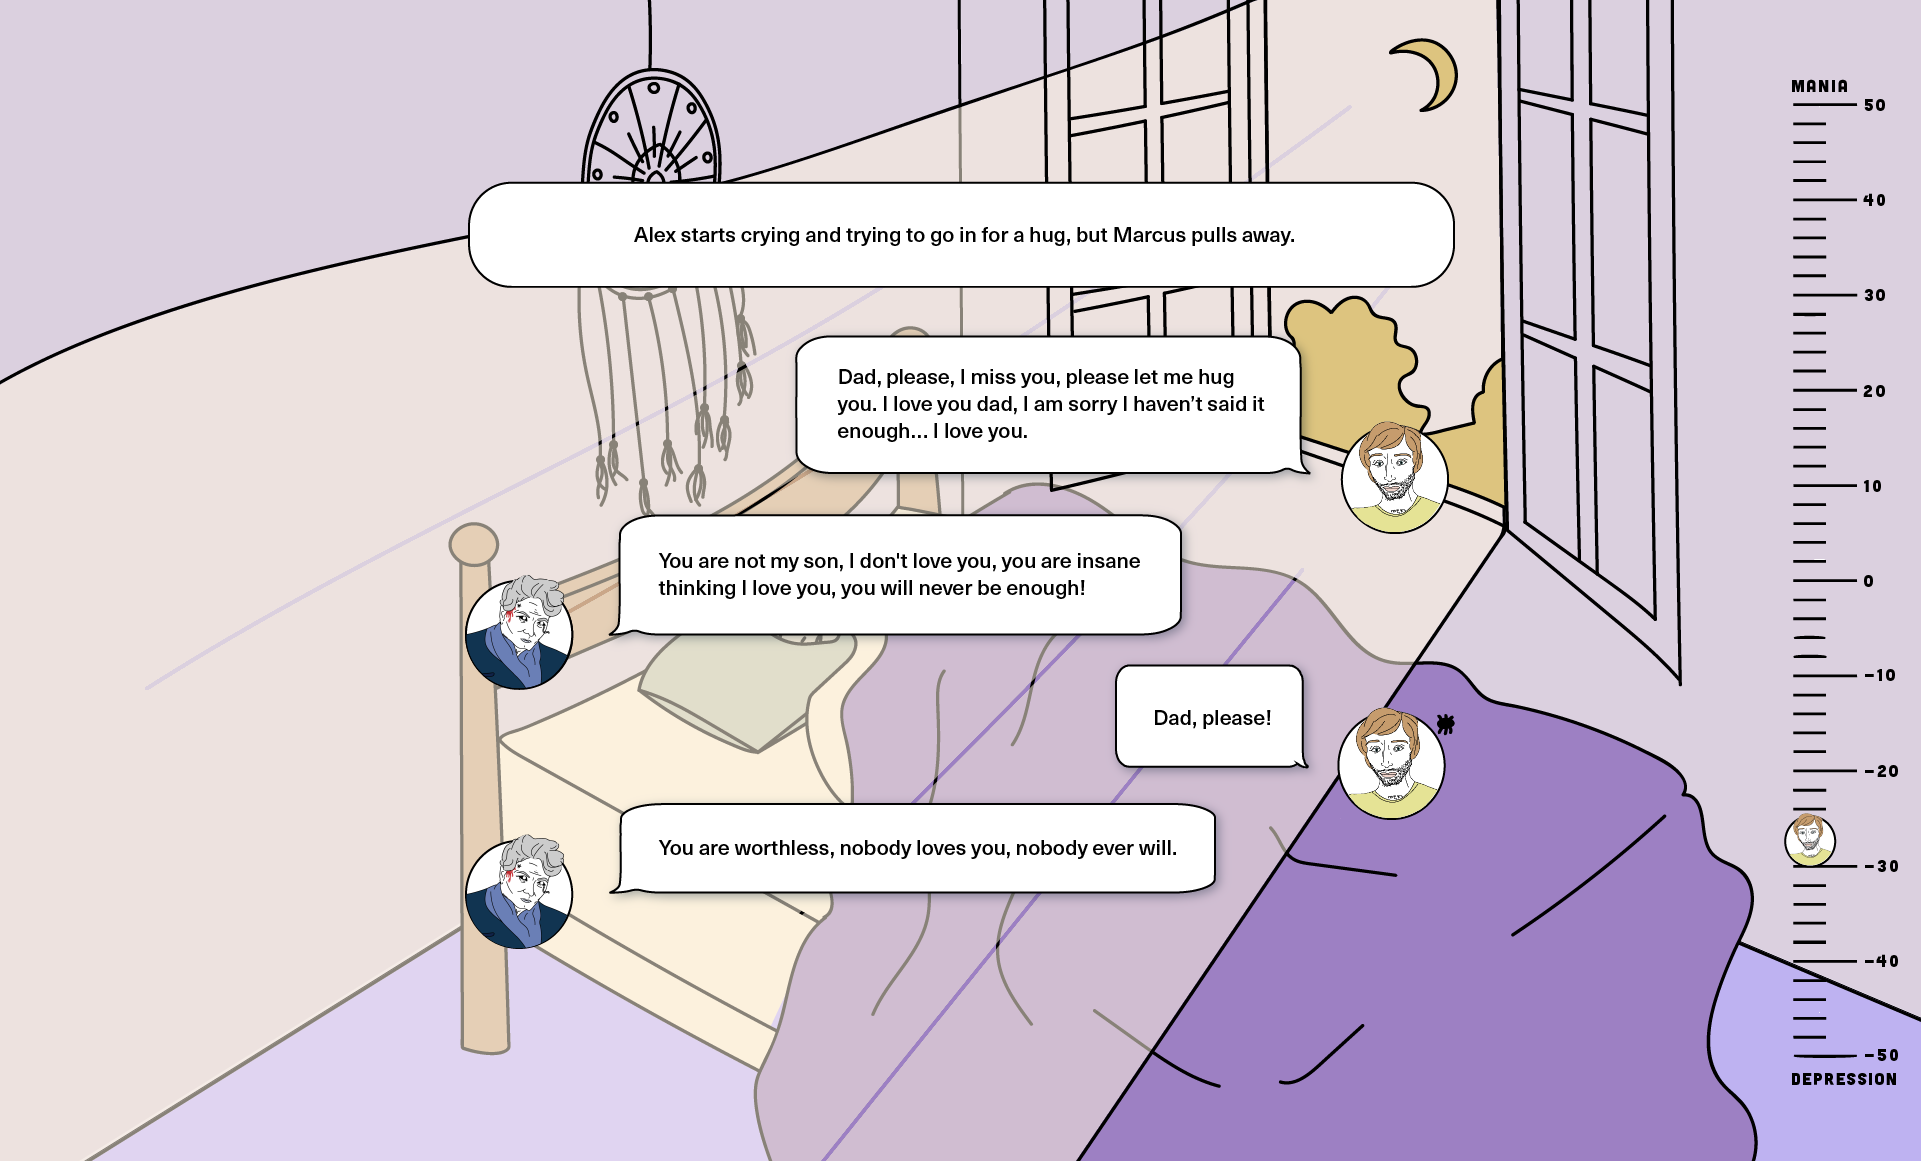 MANIA
50
40
30
20
10
0
-10
-20
-30
-40
-50
DEPRESSION
Alex starts crying and trying to go in for a hug, but Marcus pulls away.
Dad, please, I miss you, please let me hug
you. I love you dad, I am sorry I haven’t said it
enough... I love you.
You are not my son, I don't love you, you are insane
thinking I love you, you will never be enough!
Dad, please!
You are worthless, nobody loves you, nobody ever will.